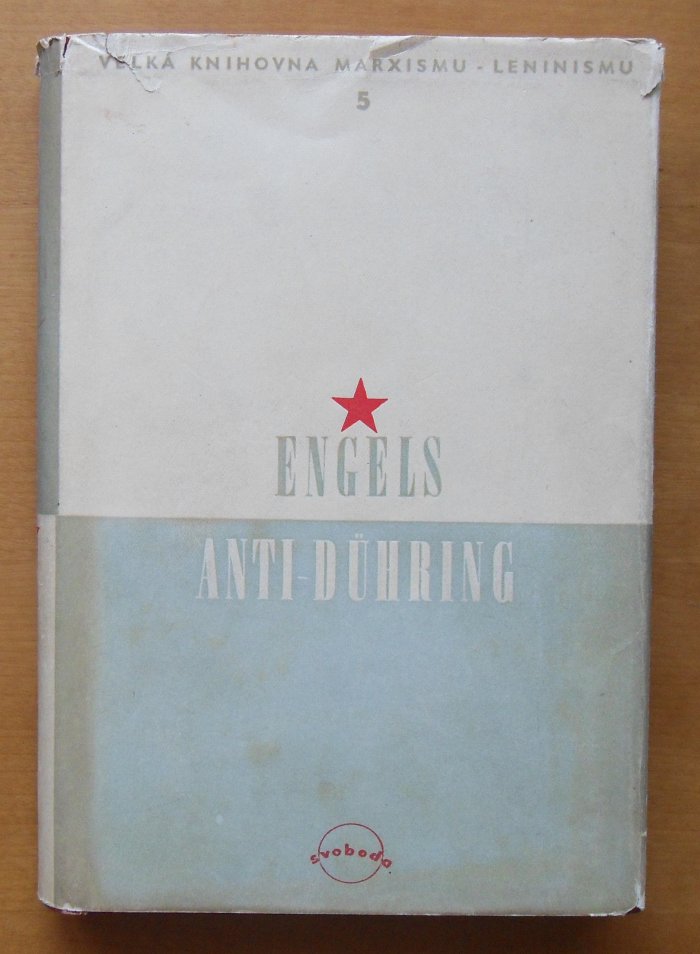 VELKÁ KNIHOVNA MARXISMU - LENINISMU
5
ENGELS
ANTI-DÜHRING
svoboda